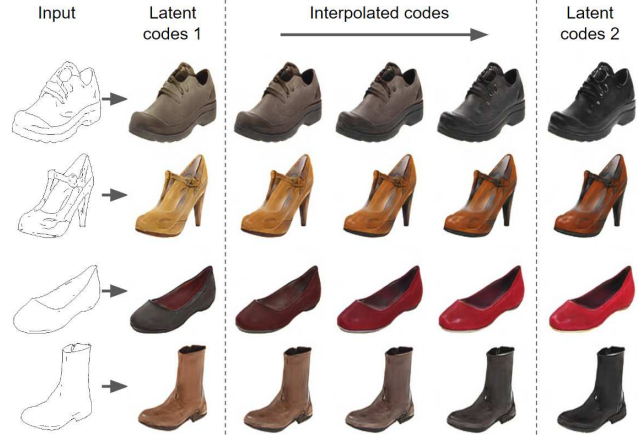 Input
Latent
codes 1
Interpolated codes
Latent
codes 2